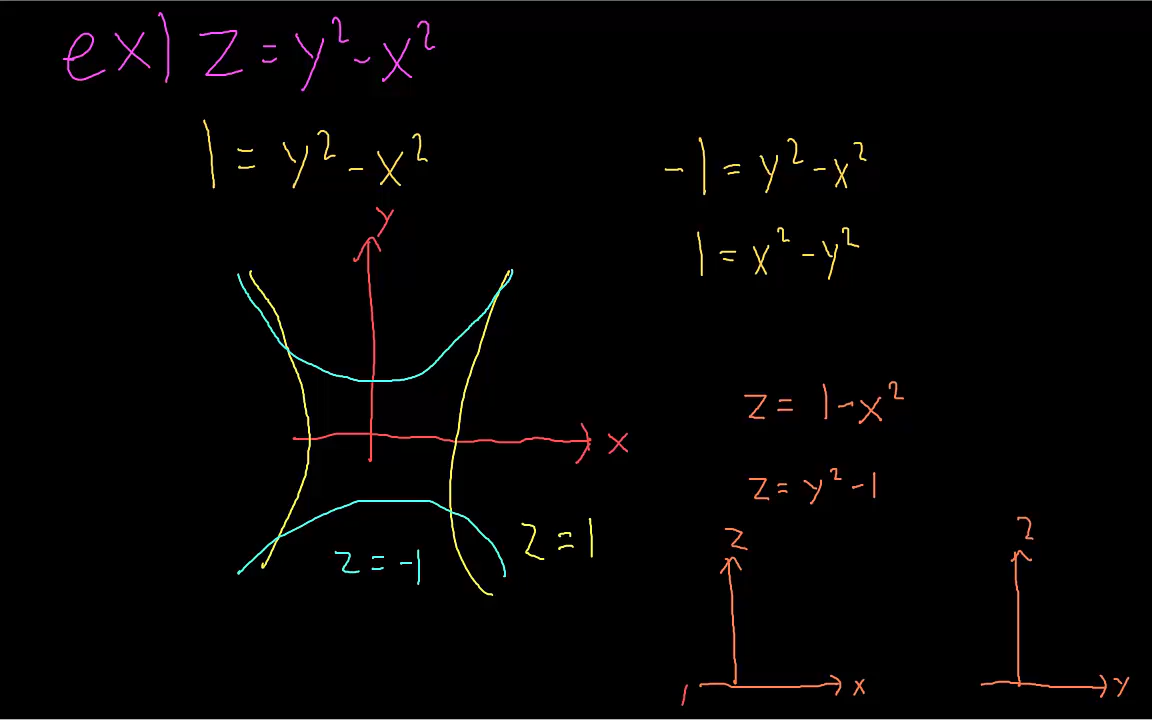 ex) z = y² - x²
1 = y² - x²
-1 = y² - x²
1 = x² - y²
y
x
z = -1
z = 1
z = 1 - x²
z = y² - 1
z
x
z
y